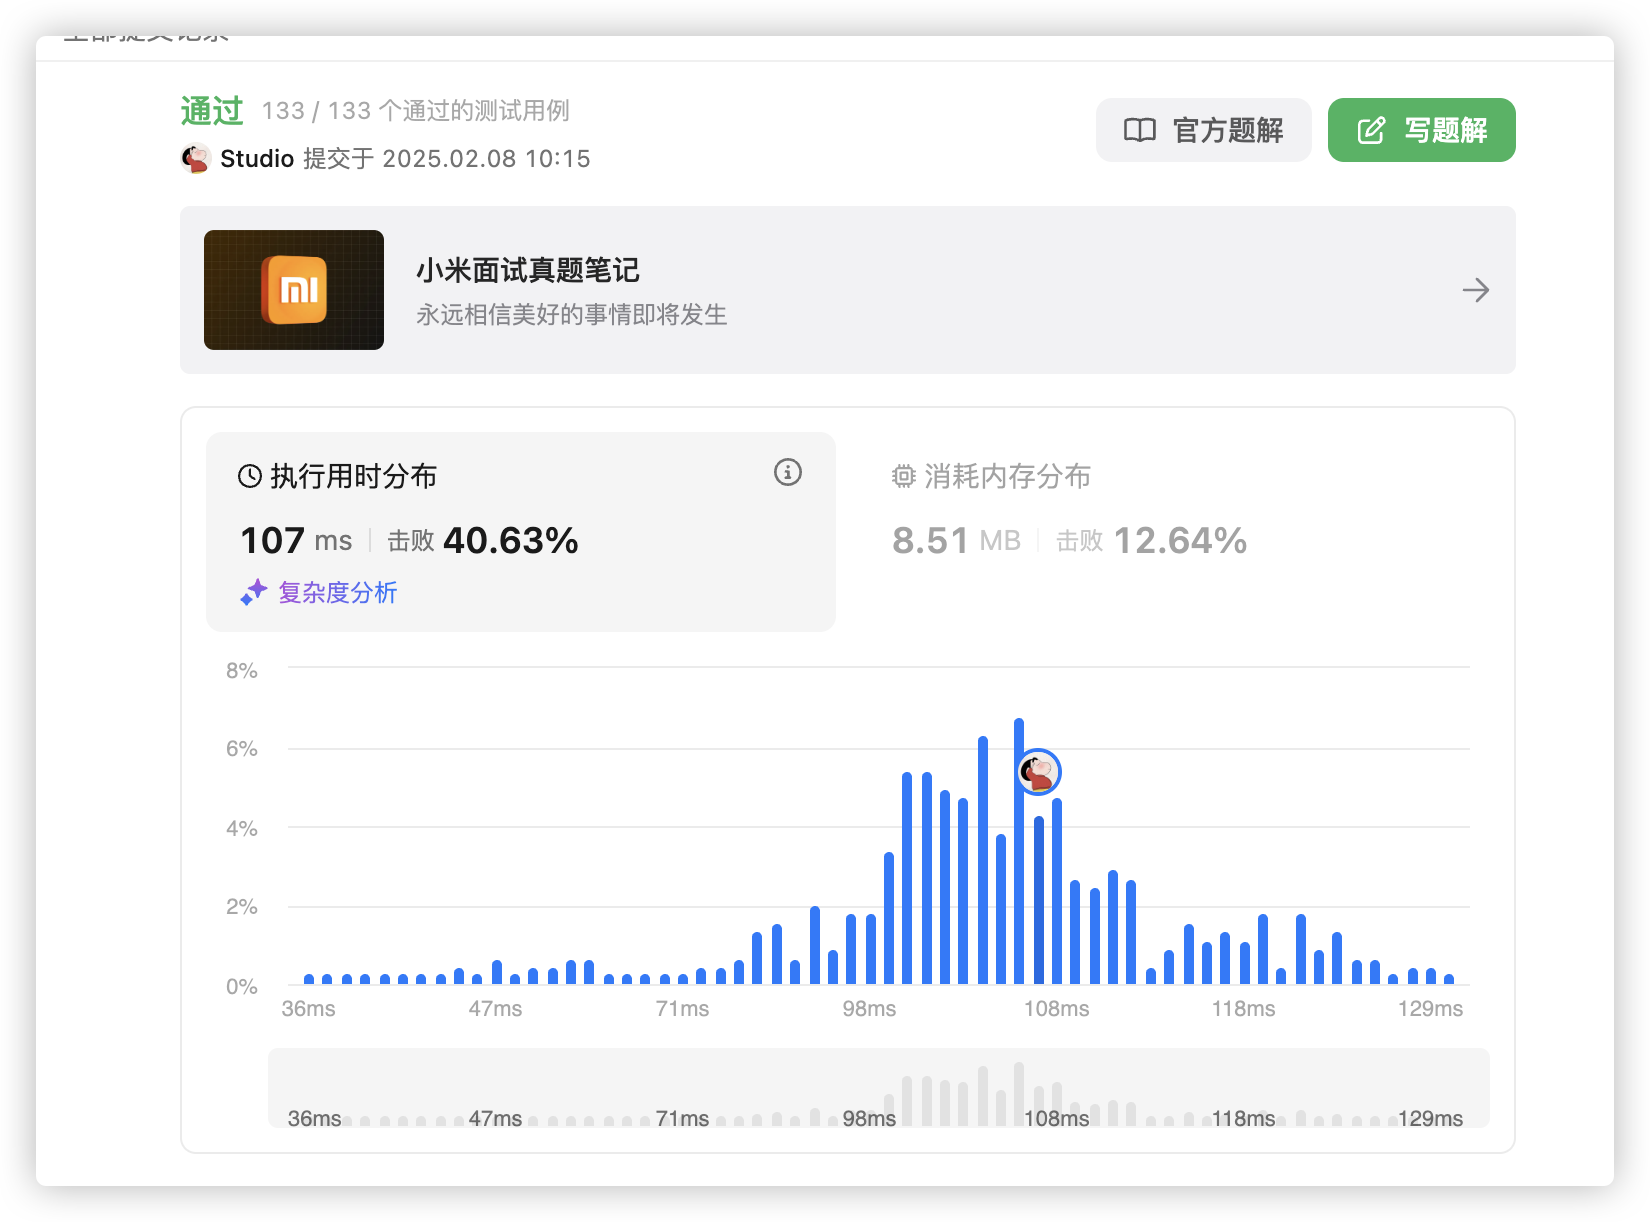 通过 133 / 133 个通过的测试用例
Studio 提交于 2025.02.08 10:15
官方题解
写题解
小米面试真题笔记
永远相信美好的事情即将发生
执行用时分布
107 ms 击败 40.63%
复杂度分析
消耗内存分布
8.51 MB 击败 12.64%
8%
6%
4%
2%
0%
36ms 47ms 71ms 98ms 108ms 118ms 129ms
36ms 47ms 71ms 98ms 108ms 118ms 129ms